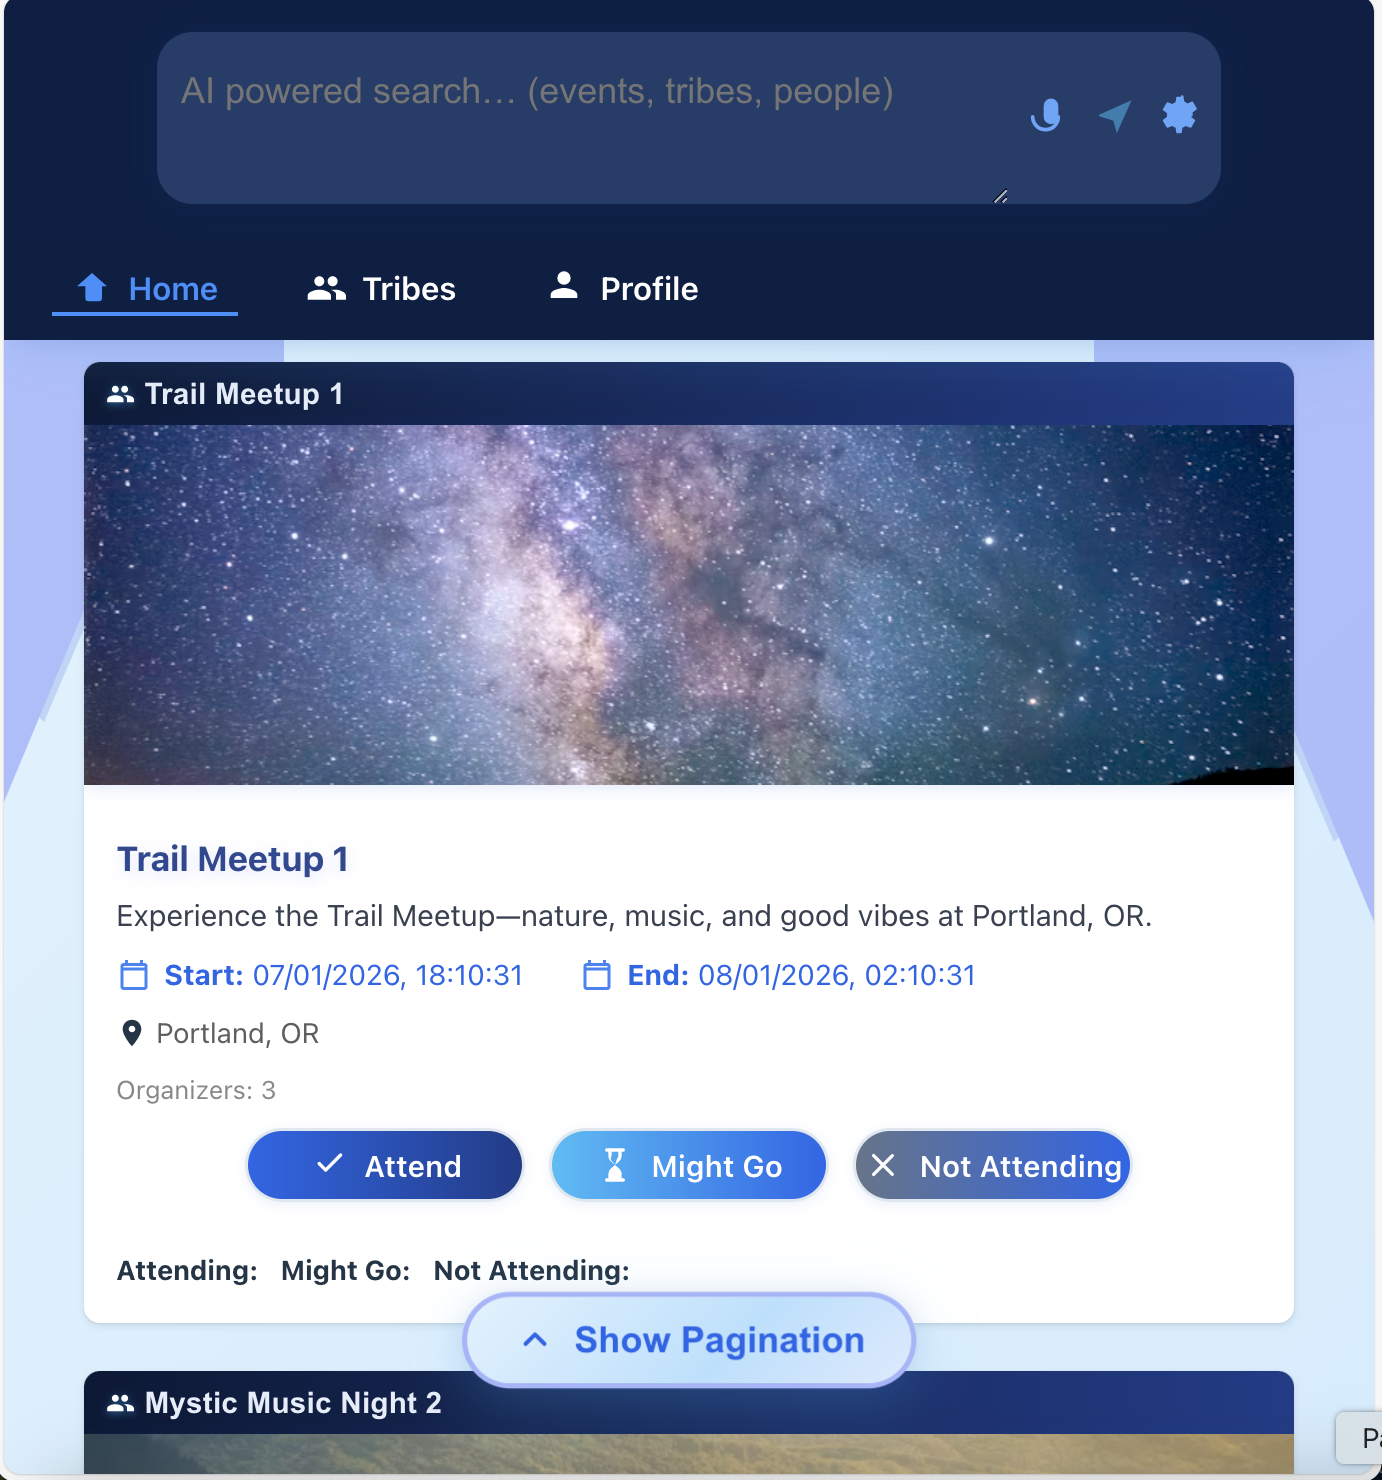 AI powered search... (events, tribes, people)
Home Tribes Profile
Trail Meetup 1
Trail Meetup 1
Experience the Trail Meetup—nature, music, and good vibes at Portland, OR.
Start: 07/01/2026, 18:10:31 End: 08/01/2026, 02:10:31
Portland, OR
Organizers: 3
Attend Might Go Not Attending
Attending: Might Go: Not Attending:
Show Pagination
Mystic Music Night 2